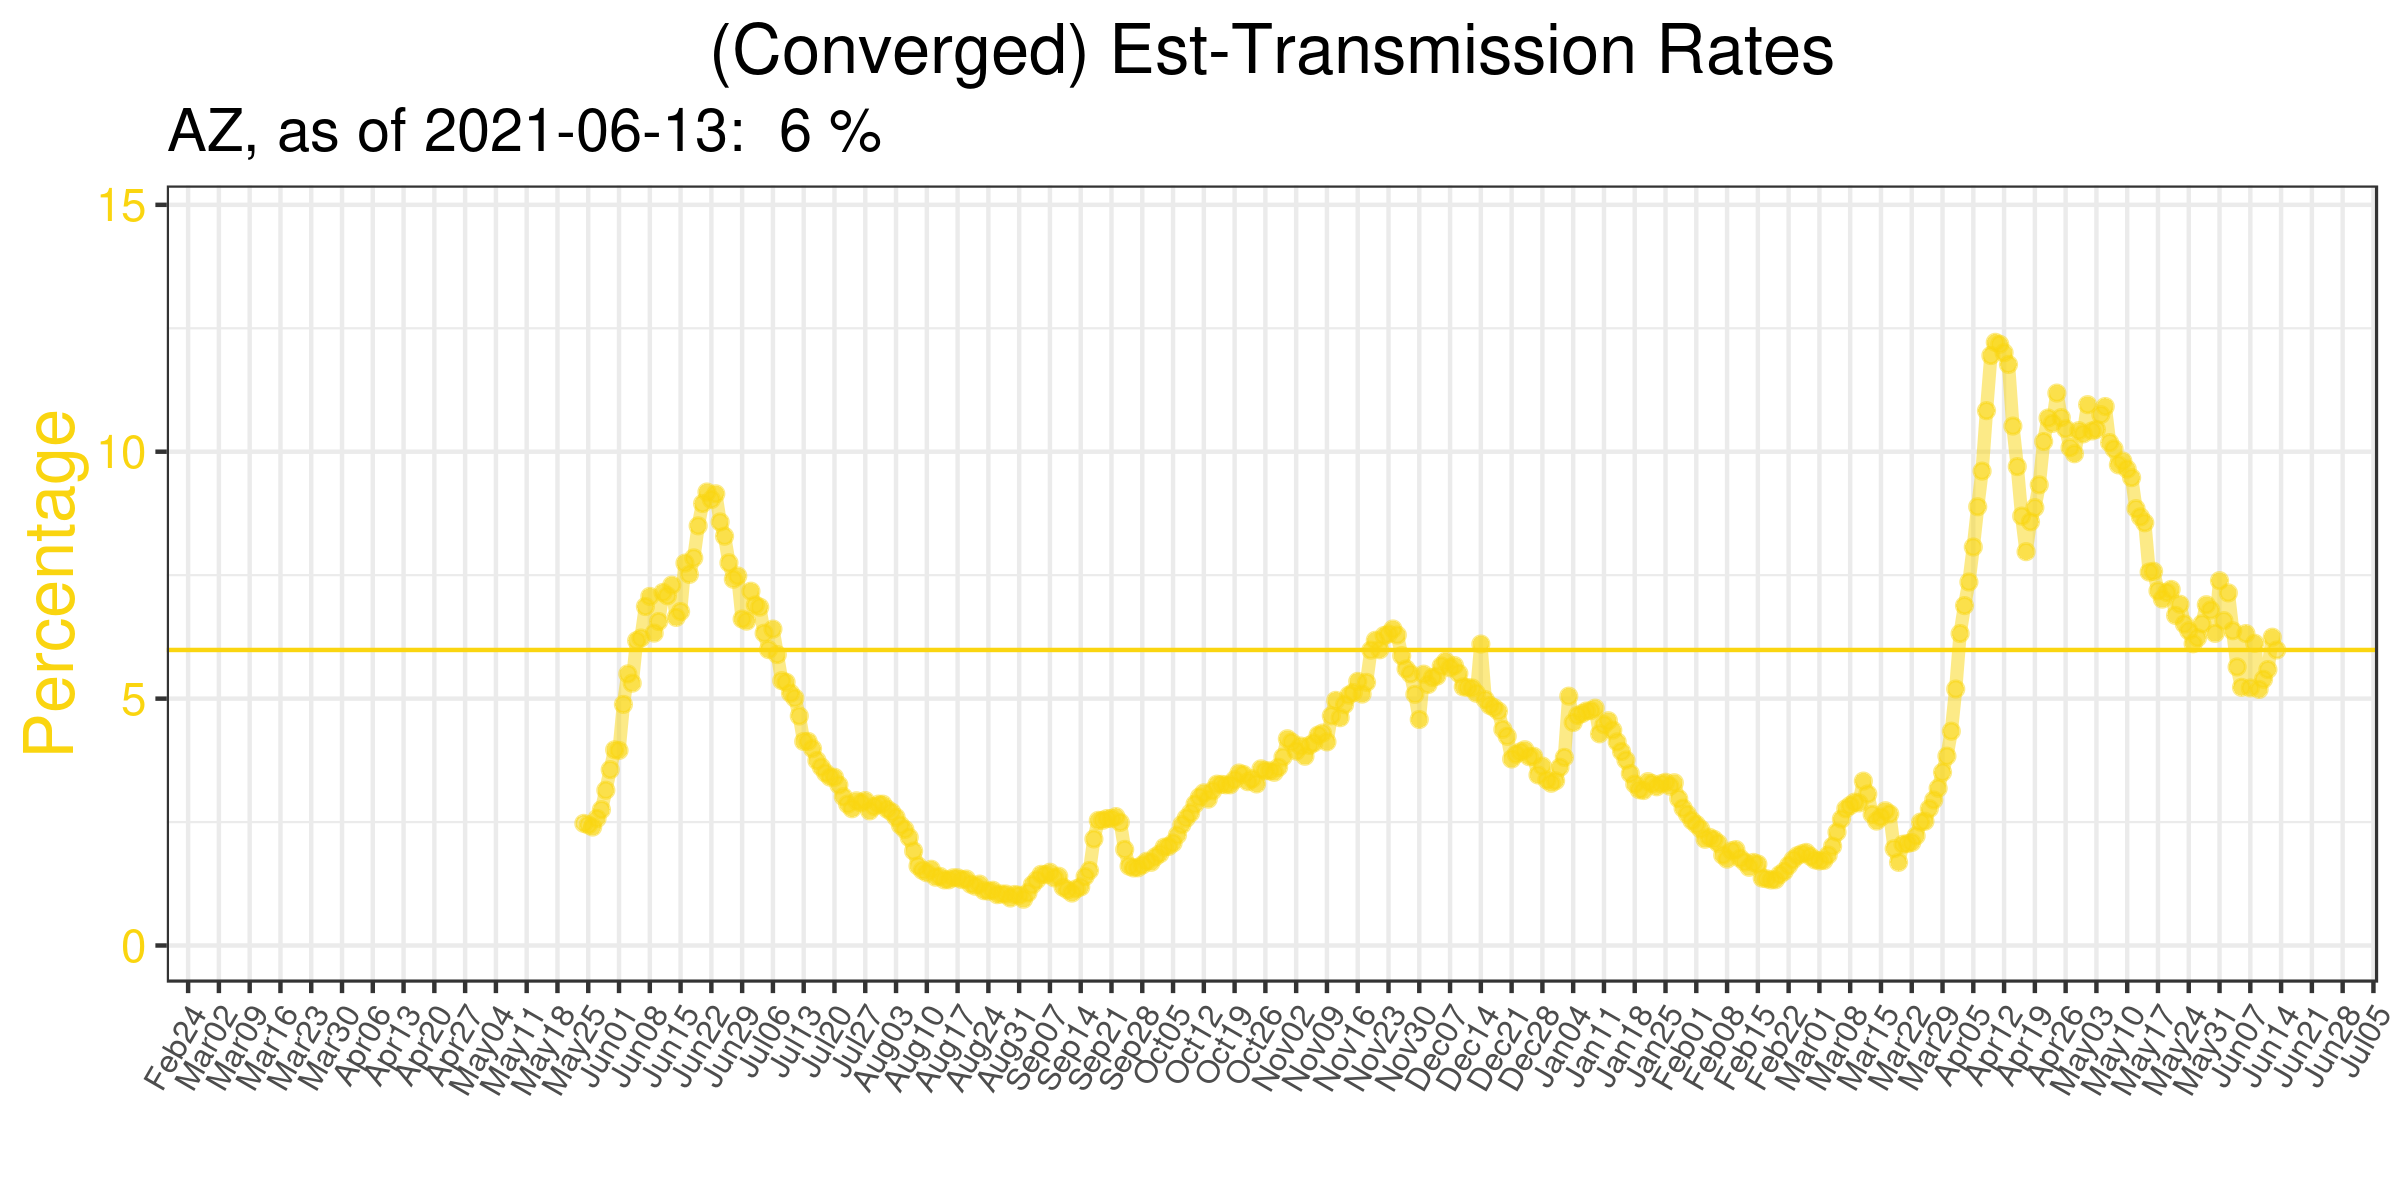 (Converged) Est-Transmission Rates
AZ, as of 2021-06-13:  6 %
Percentage
15
10
5
0
Feb24
Mar02
Mar09
Mar16
Mar23
Mar30
Apr06
Apr13
Apr20
Apr27
May04
May11
May18
May25
Jun01
Jun08
Jun15
Jun22
Jun29
Jul06
Jul13
Jul20
Jul27
Aug03
Aug10
Aug17
Aug24
Aug31
Sep07
Sep14
Sep21
Sep28
Oct05
Oct12
Oct19
Oct26
Nov02
Nov09
Nov16
Nov23
Nov30
Dec07
Dec14
Dec21
Dec28
Jan04
Jan11
Jan18
Jan25
Feb01
Feb08
Feb15
Feb22
Mar01
Mar08
Mar15
Mar22
Mar29
Apr05
Apr12
Apr19
Apr26
May03
May10
May17
May24
May31
Jun07
Jun14
Jun21
Jun28
Jul05